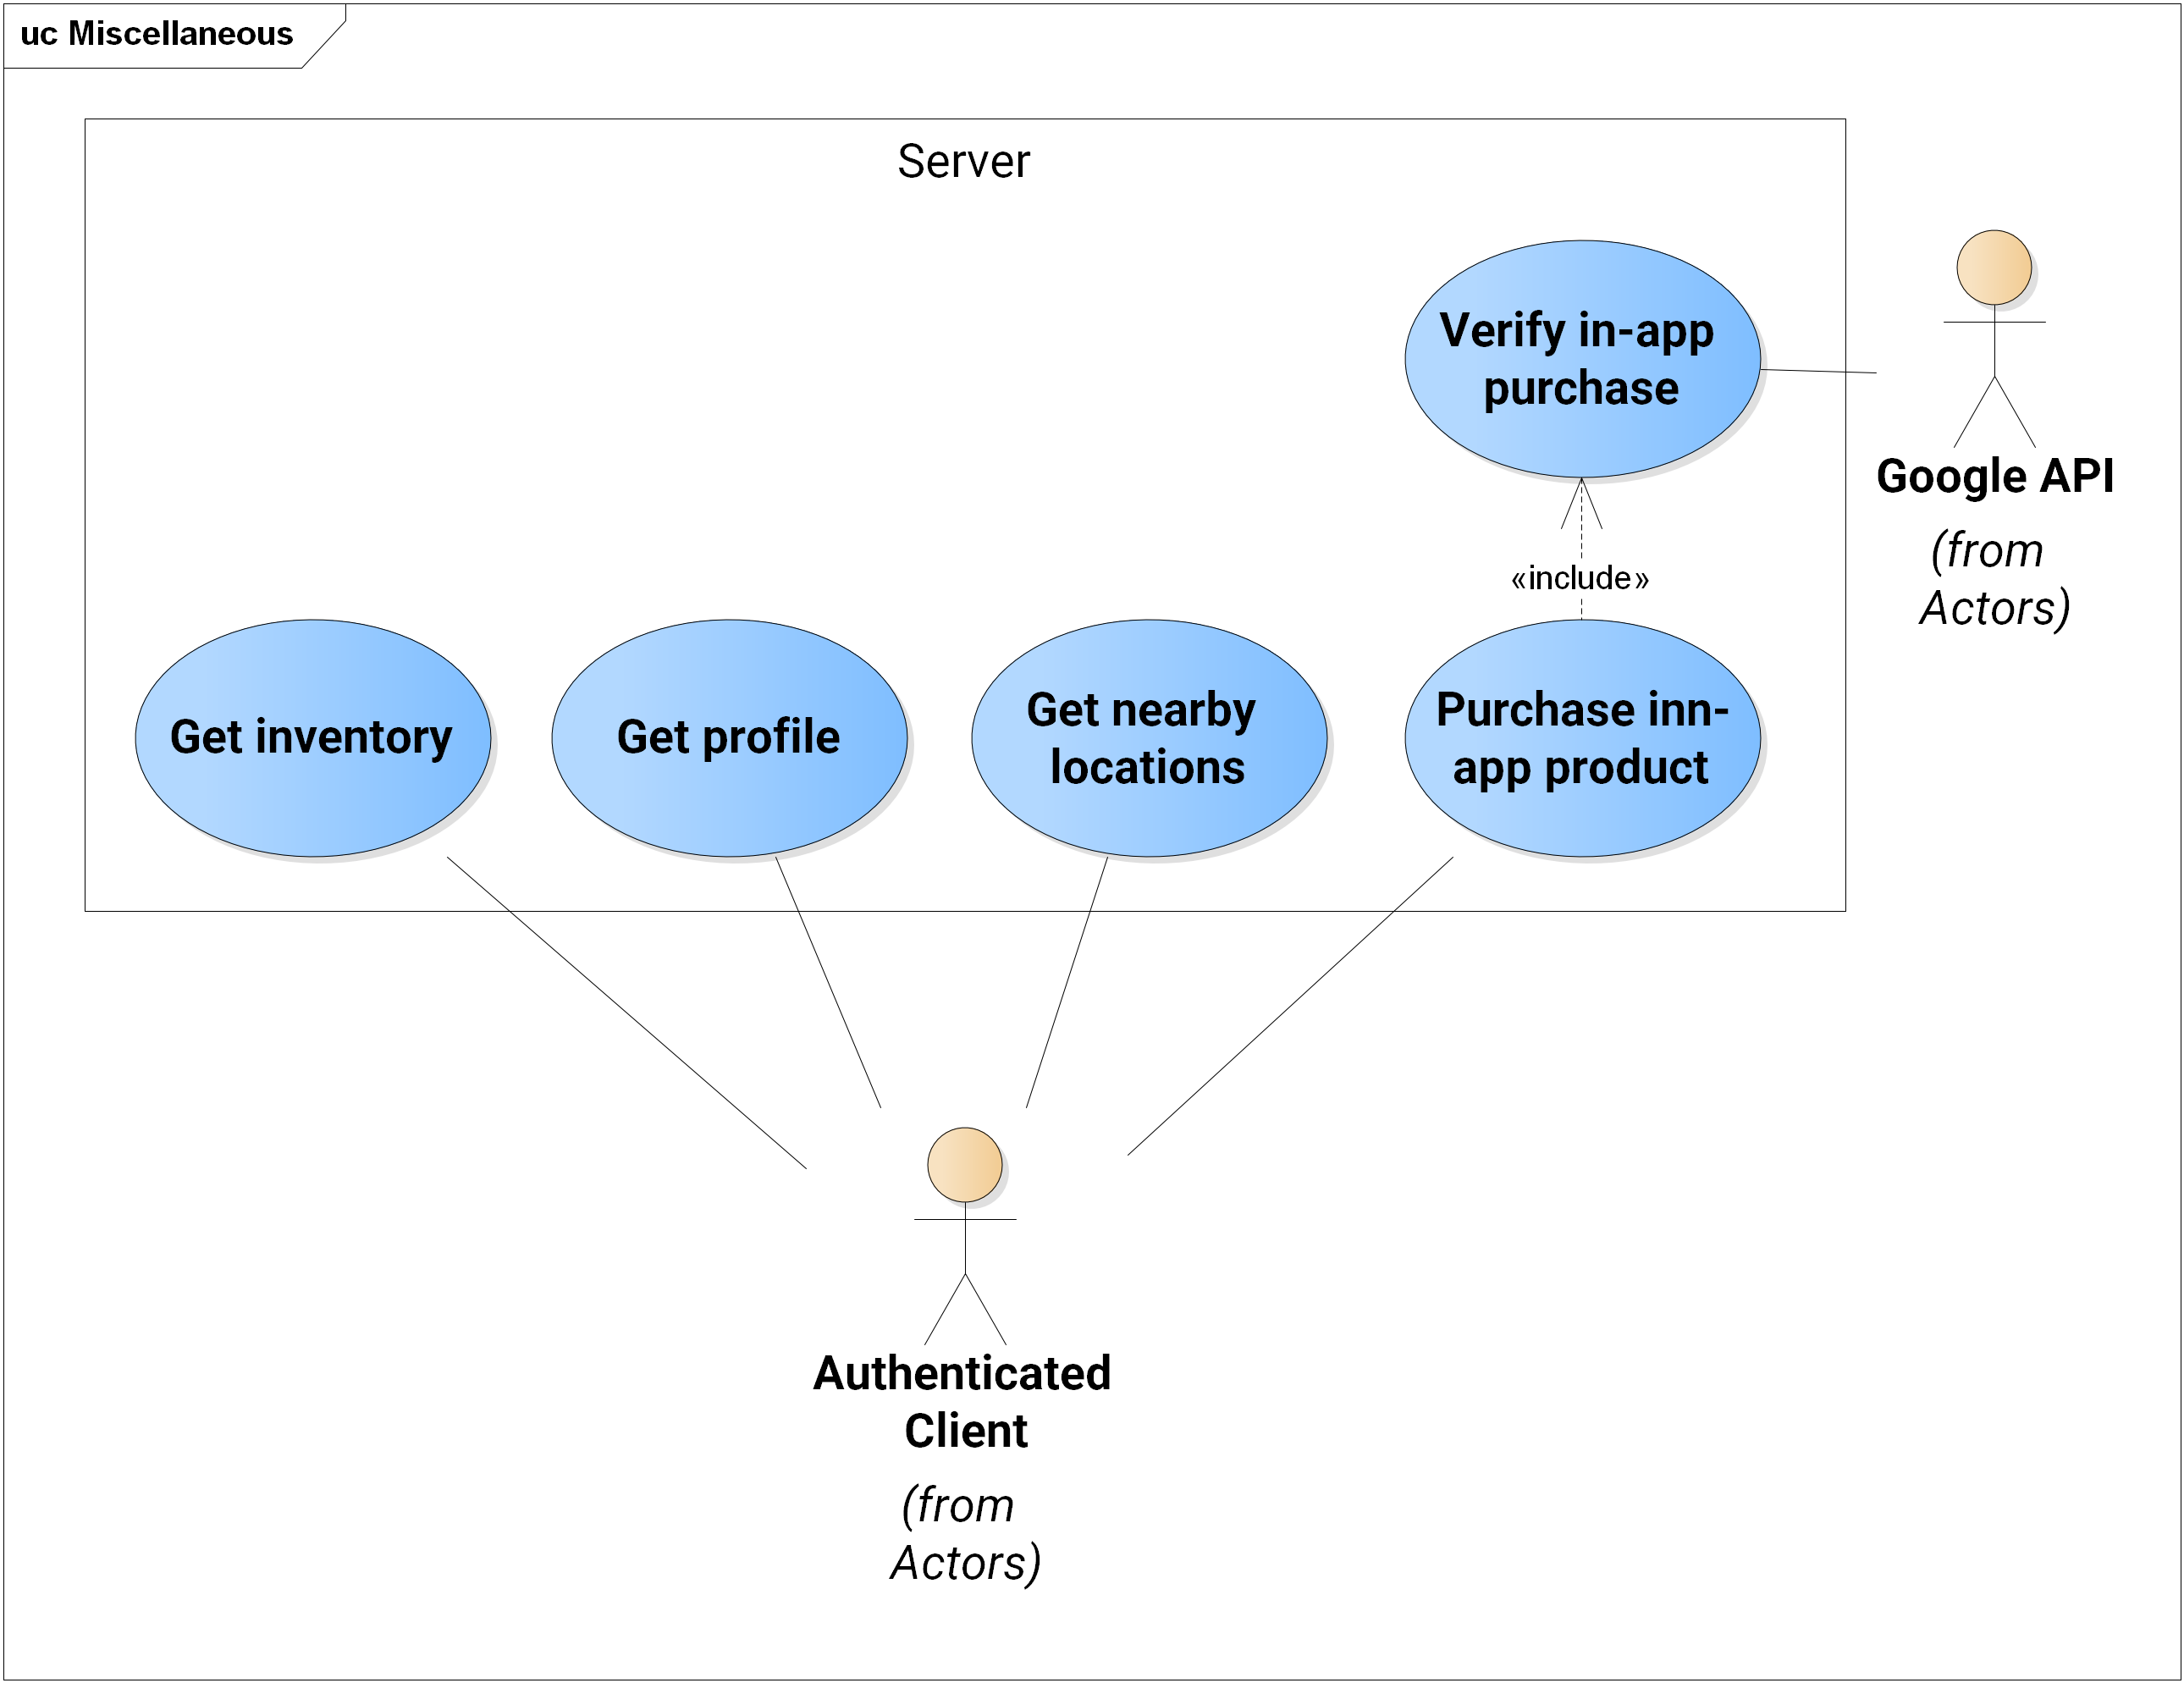 uc Miscellaneous
Server
Verify in-app
purchase
Google API
(from
Actors)
«include»
Get inventory
Get profile
Get nearby
locations
Purchase inn-
app product
Authenticated
Client
(from
Actors)